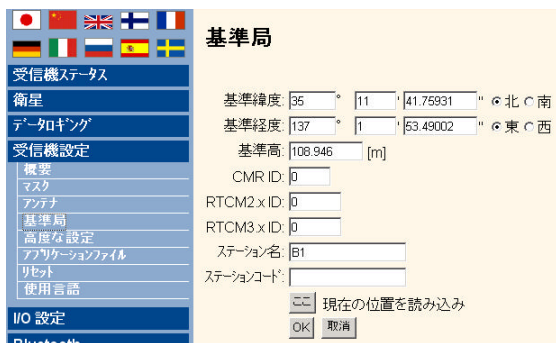 受信機ステータス
衛星
データロギング
受信機設定
概要
マスク
アンテナ
基準局
高度な設定
アプリケーションファイル
リセット
使用言語
I/O 設定
Bluetooth
基準局
基準緯度: 35 ° 11 ' 41.75931 " 北 南
基準経度: 137 ° 1 ' 53.49002 " 東 西
基準高: 108.946 [m]
CMR ID: 0
RTCM2.x ID: 0
RTCM3.x ID: 0
ステーション名: B1
ステーションコード:
ここ 現在の位置を読み込み
OK 取消